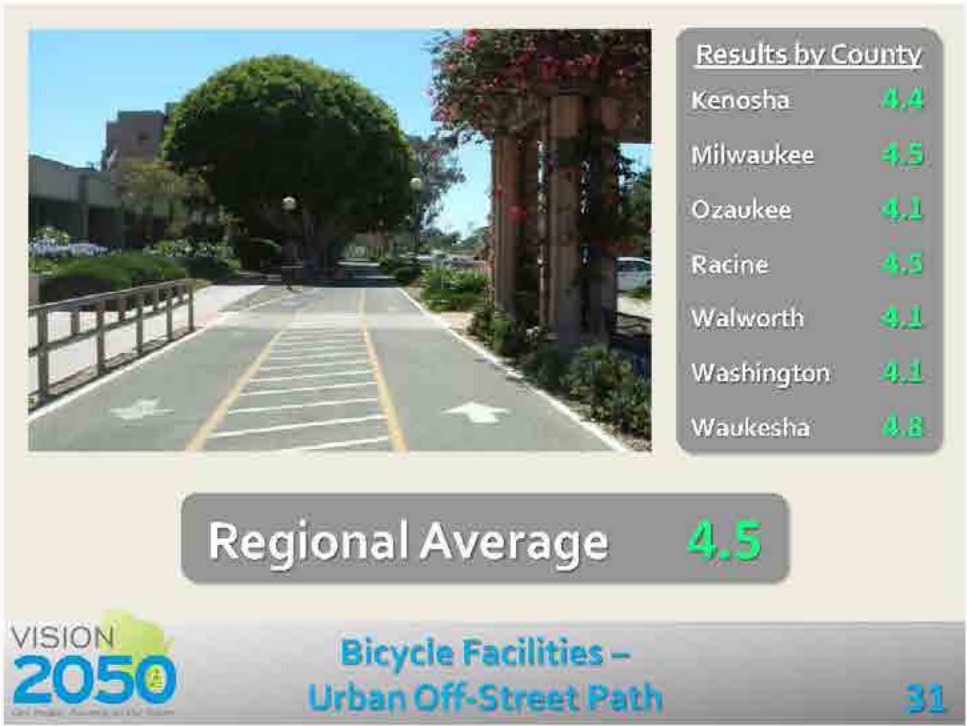 Results by County
Kenosha 4.4
Milwaukee 4.5
Ozaukee 4.1
Racine 4.5
Walworth 4.1
Washington 4.1
Waukesha 4.8
Regional Average 4.5
VISION
2050
Bicycle Facilities –
Urban Off-Street Path
31